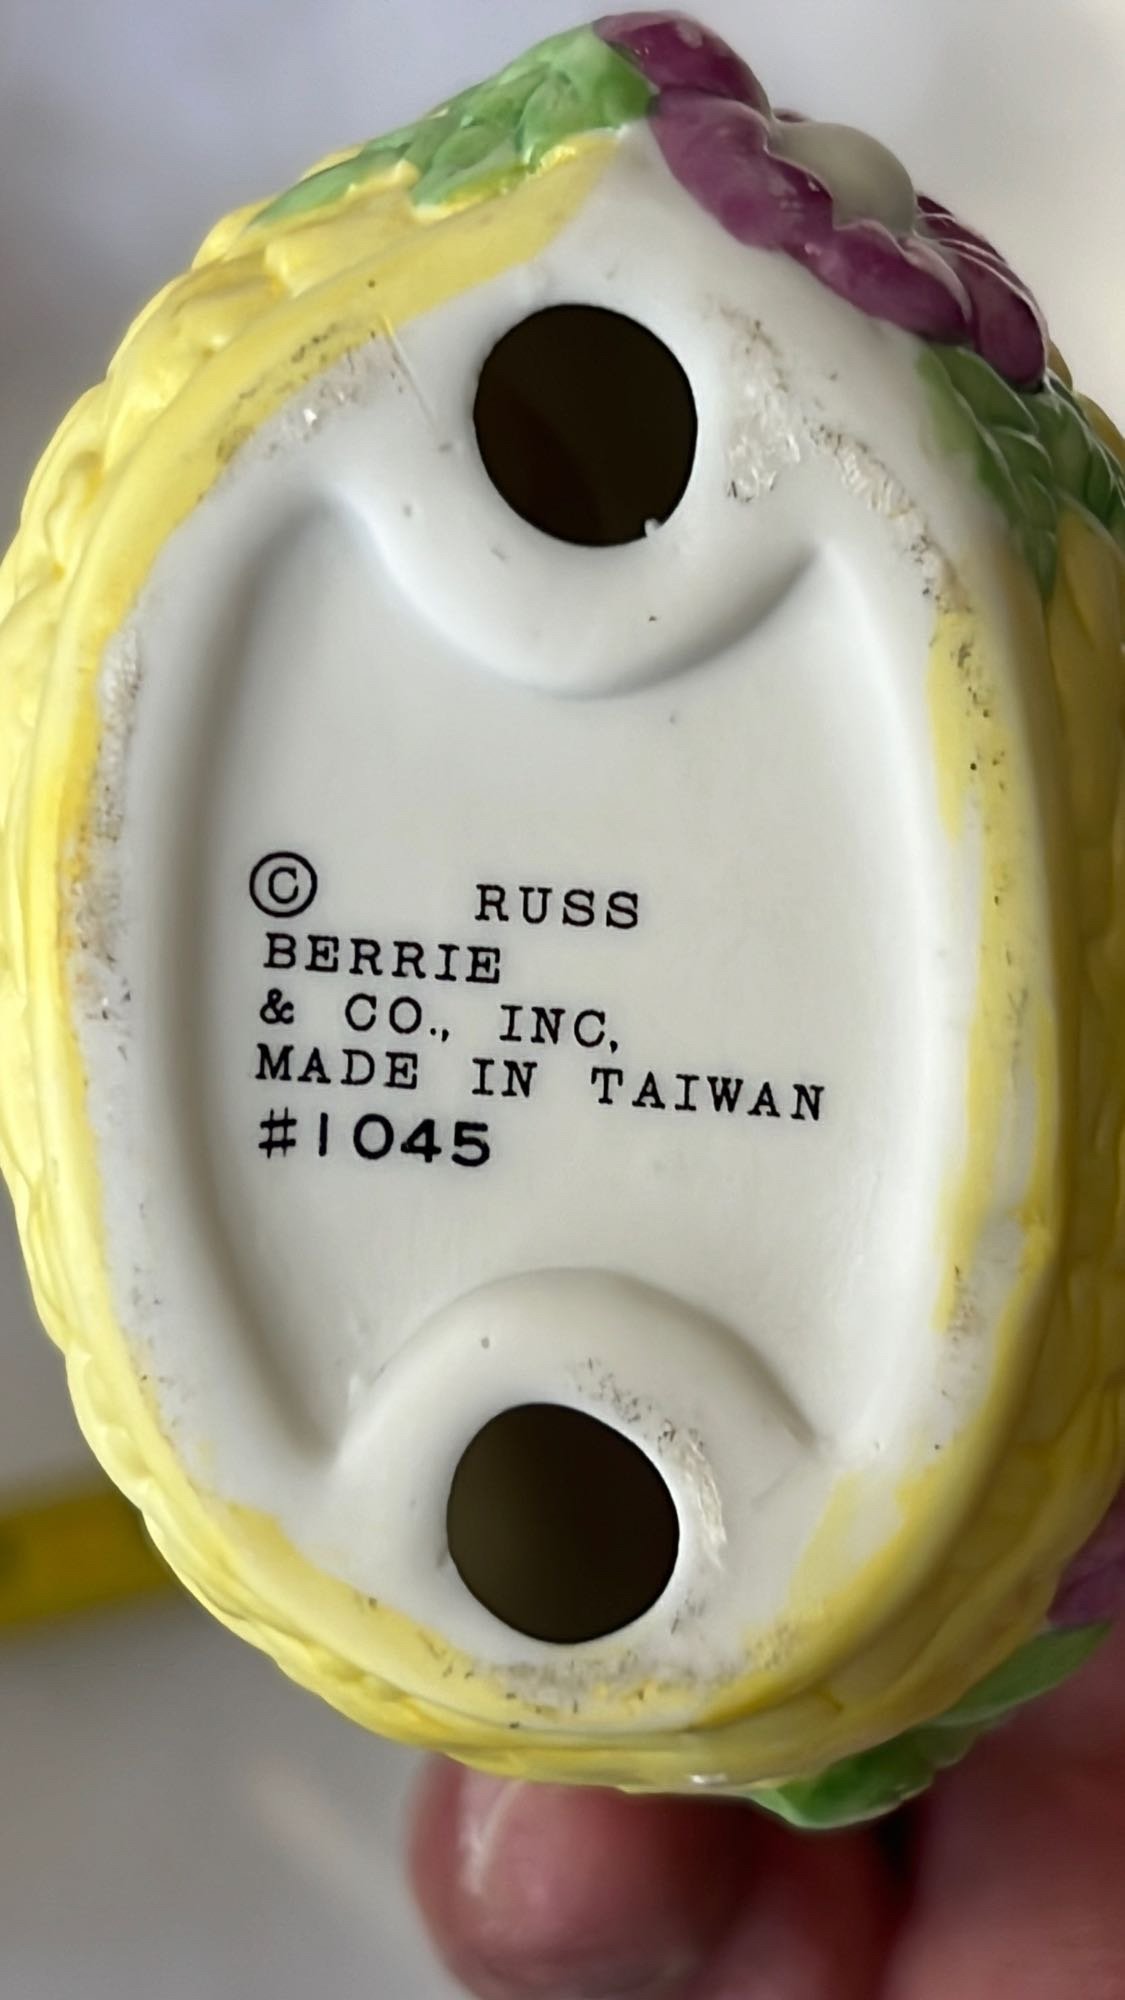 © RUSS
BERRIE
& CO., INC.
MADE IN TAIWAN
#1045